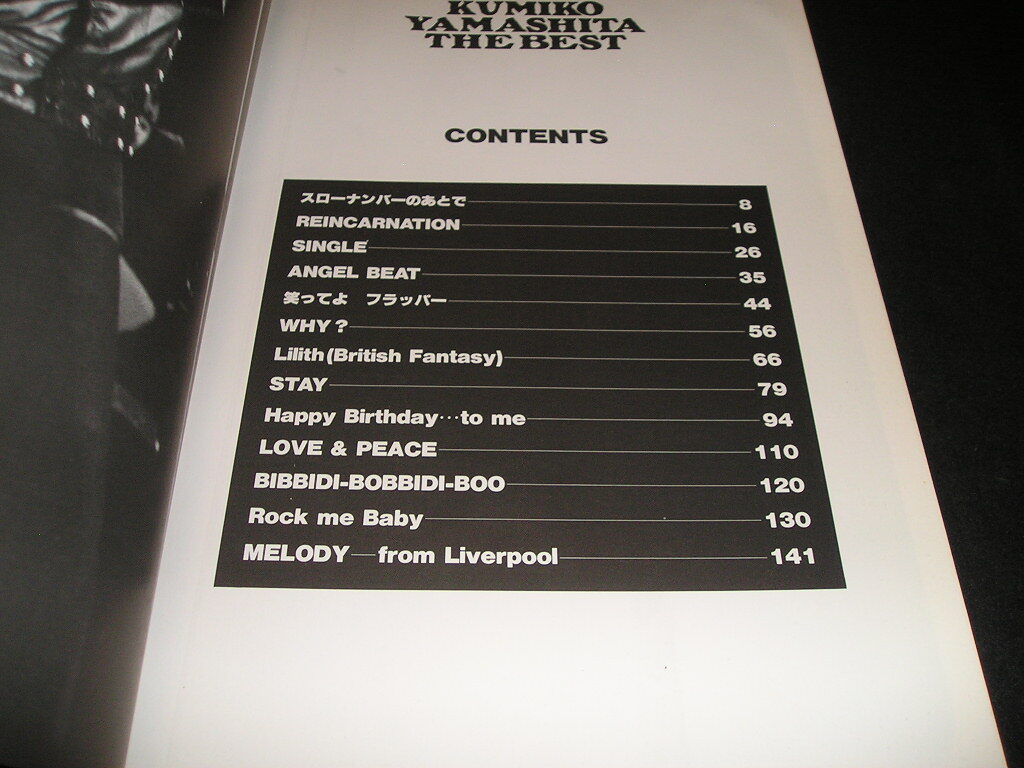 KUMIKO
YAMASHITA
THE BEST
CONTENTS
スローナンバーのあとで 8
REINCARNATION 16
SINGLE 26
ANGEL BEAT 35
笑ってよ フラッパー 44
WHY? 56
Lilith (British Fantasy) 66
STAY 79
Happy Birthday…to me 94
LOVE & PEACE 110
BIBBIDI-BOBBIDI-BOO 120
Rock me Baby 130
MELODY—from Liverpool 141